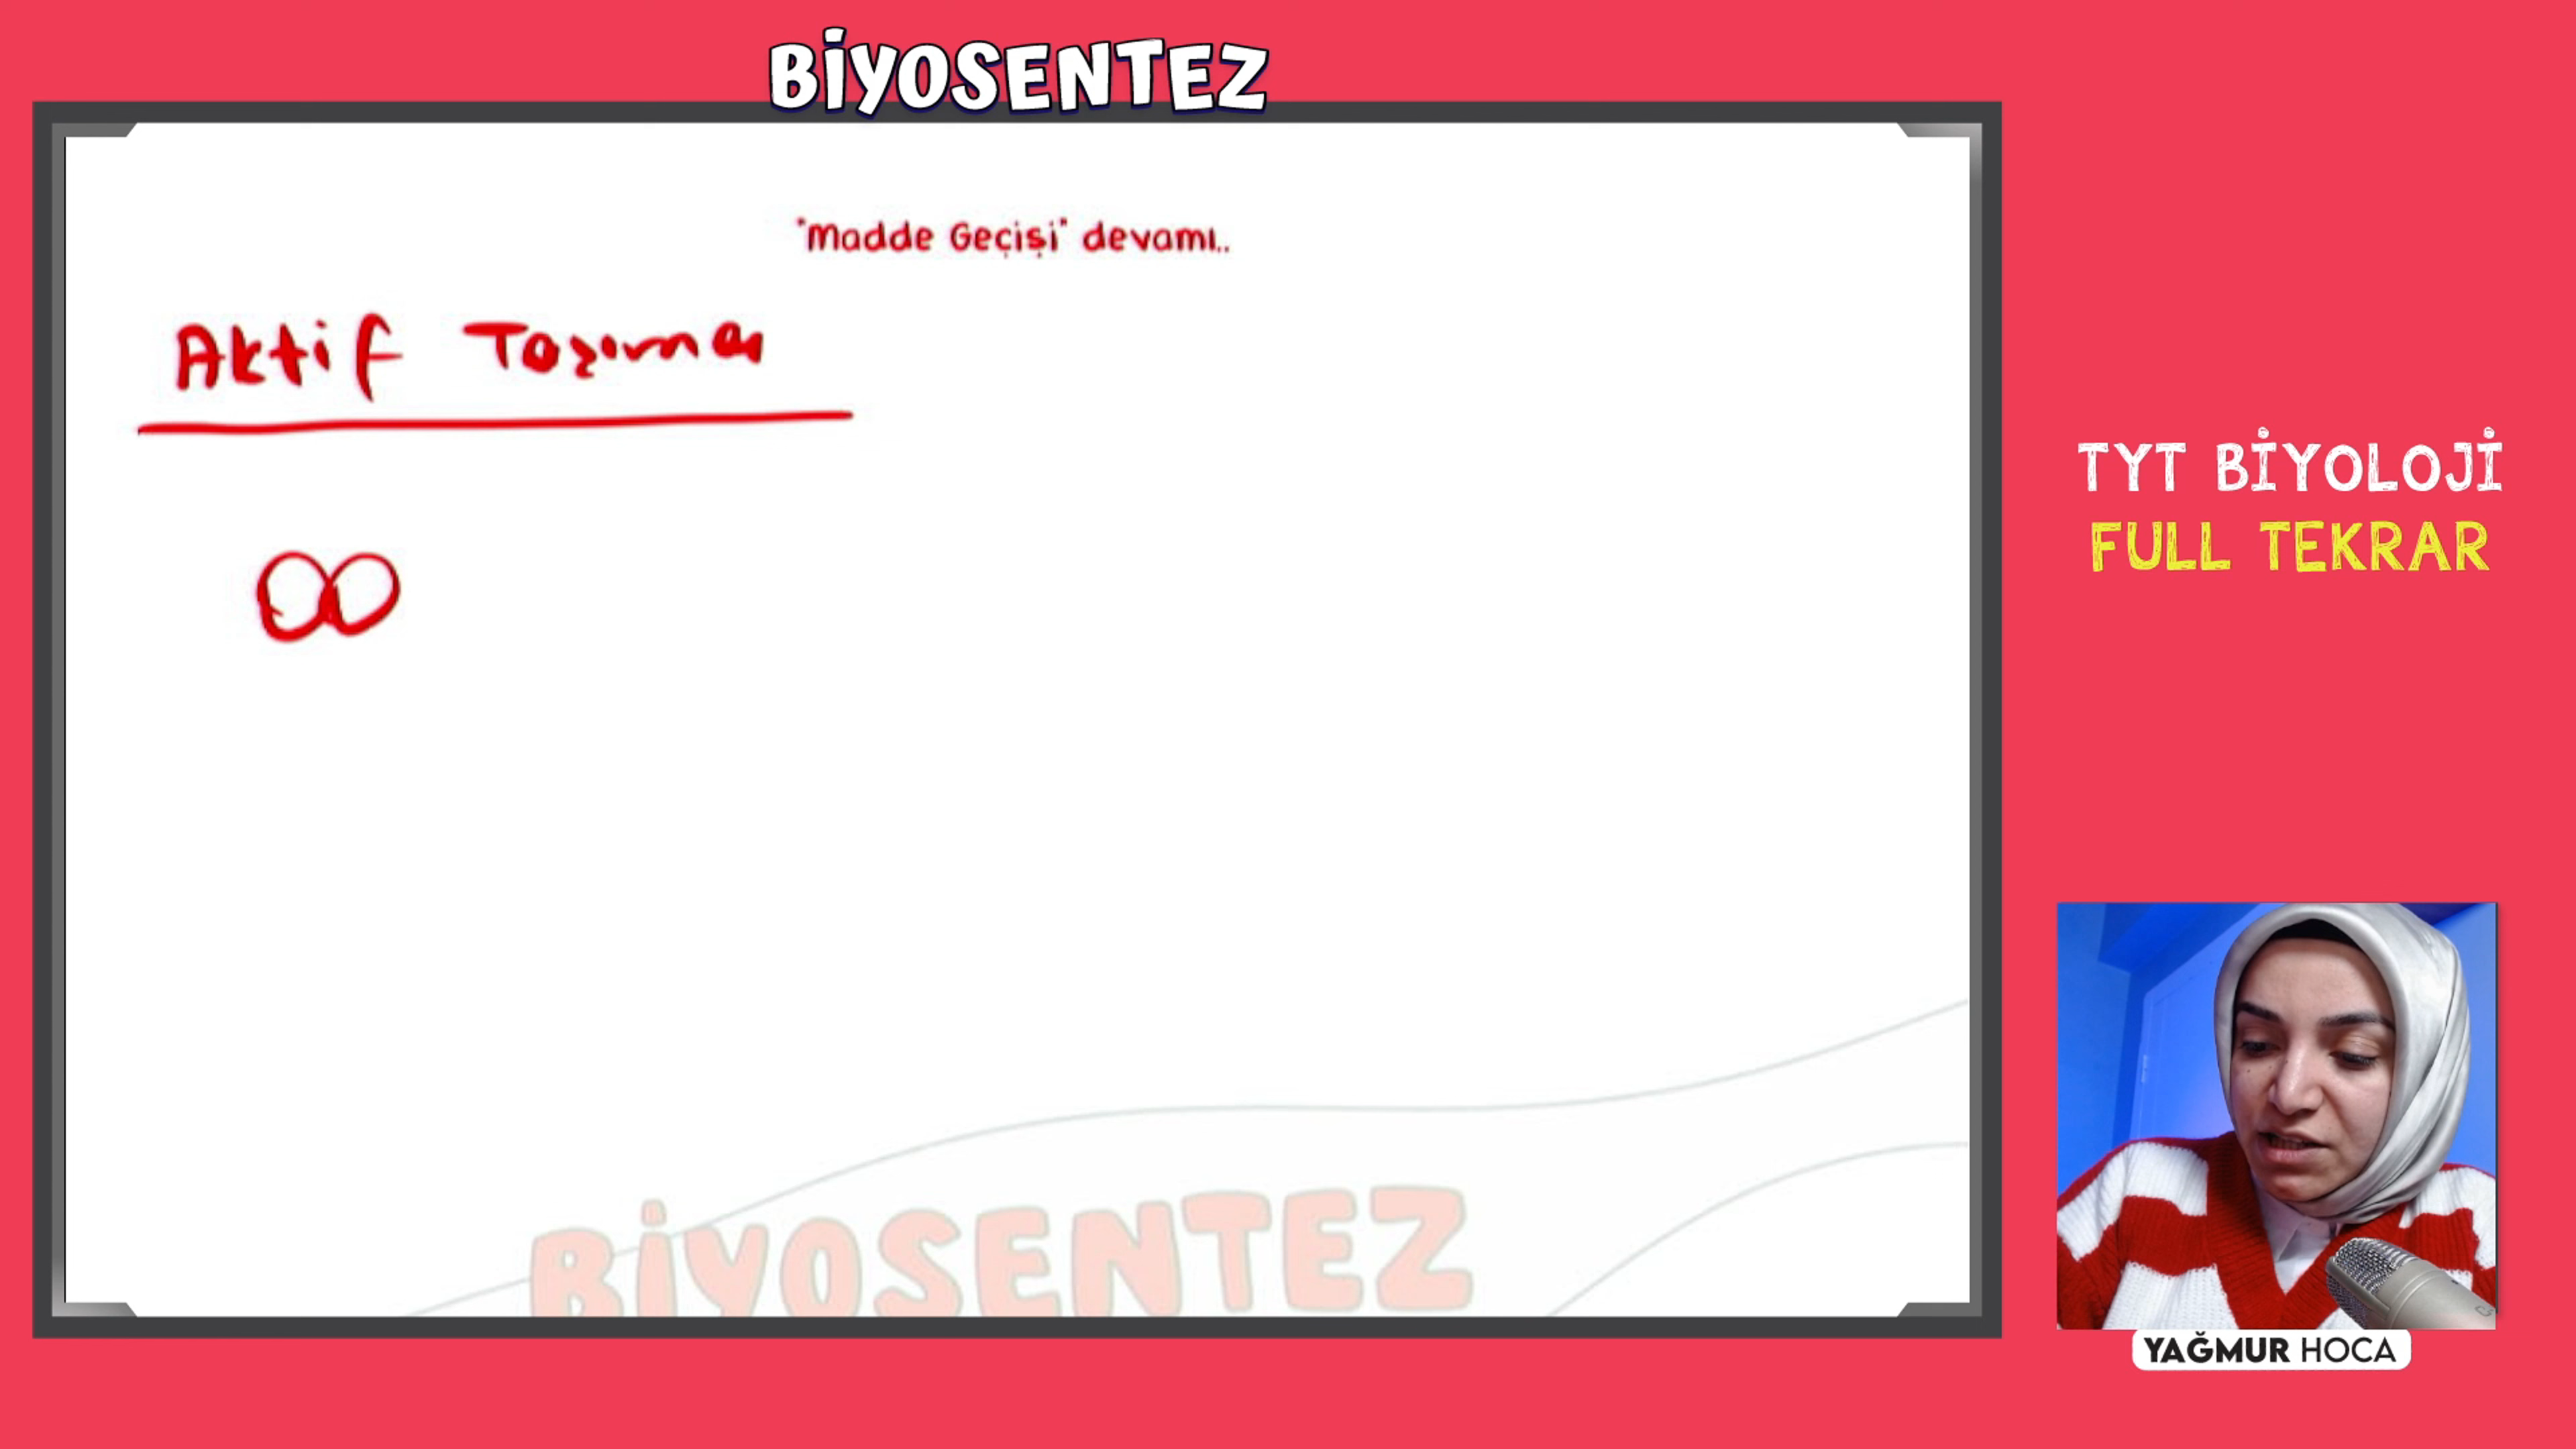 BİYOSENTEZ
"Madde Geçişi" devamı..
Aktif Taşıma
TYT BİYOLOJİ
FULL TEKRAR
BİYOSENTEZ
YAĞMUR HOCA